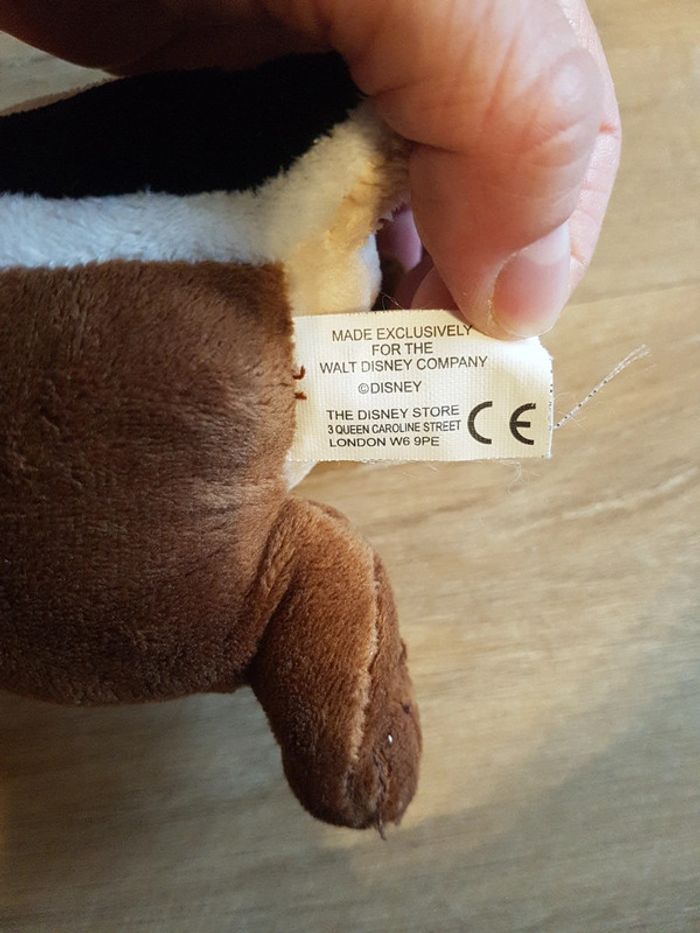 MADE EXCLUSIVELY
FOR THE
WALT DISNEY COMPANY
©DISNEY
THE DISNEY STORE
3 QUEEN CAROLINE STREET
LONDON W6 9PE
CE